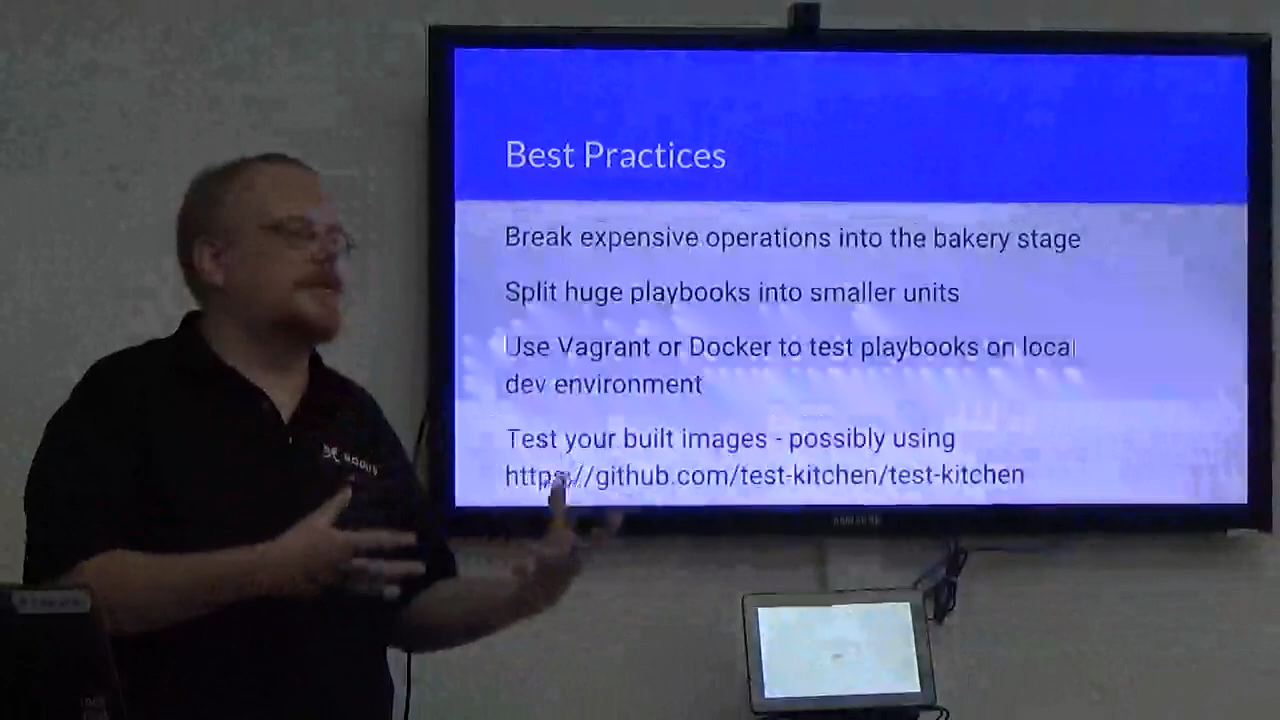 Best Practices
Break expensive operations into the bakery stage
Split huge playbooks into smaller units
Use Vagrant or Docker to test playbooks on local
dev environment
Test your built images - possibly using
https://github.com/test-kitchen/test-kitchen
SAMSUNG